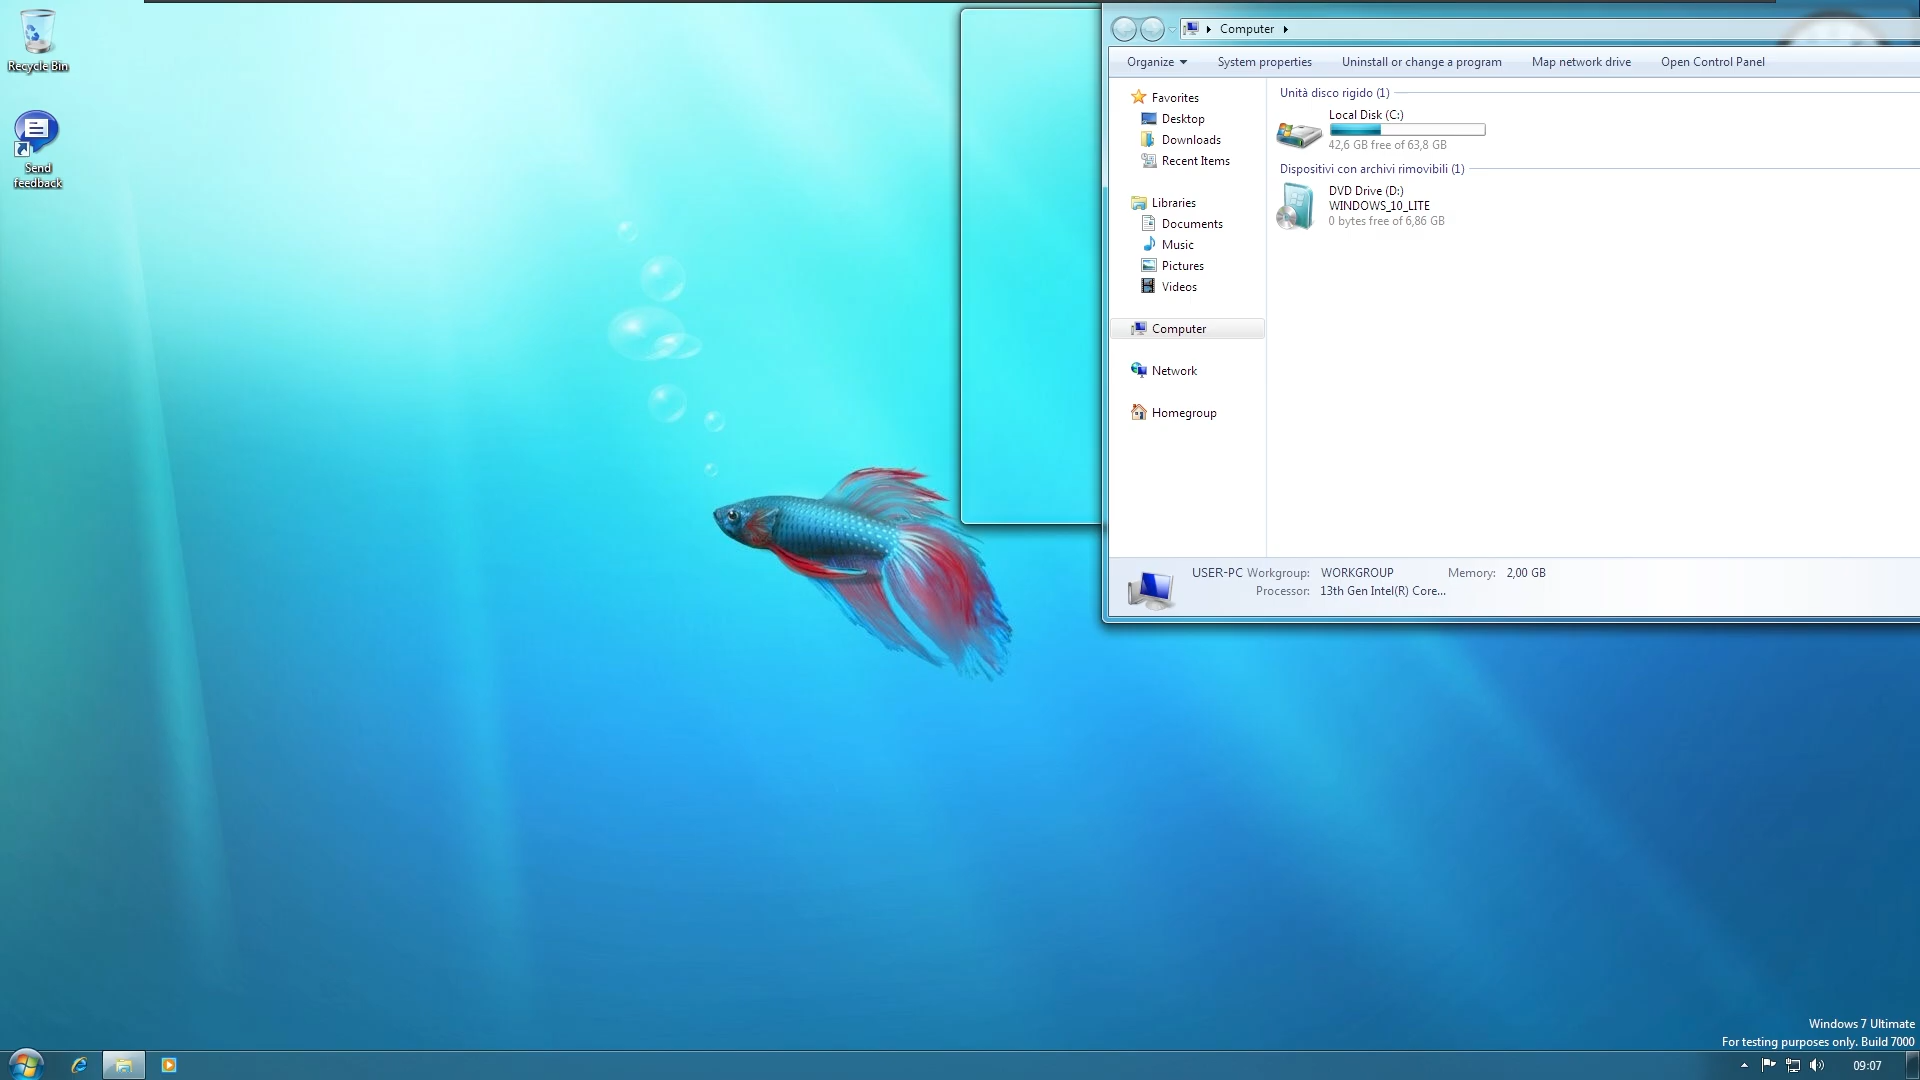 Recycle Bin
Send
feedback
Computer
Organize
System properties
Uninstall or change a program
Map network drive
Open Control Panel
Favorites
Desktop
Downloads
Recent Items
Libraries
Documents
Music
Pictures
Videos
Computer
Network
Homegroup
Unità disco rigido (1)
Local Disk (C:)
42,6 GB free of 63,8 GB
Dispositivi con archivi rimovibili (1)
DVD Drive (D:)
WINDOWS_10_LITE
0 bytes free of 6,86 GB
USER-PC Workgroup: WORKGROUP Memory: 2,00 GB
Processor: 13th Gen Intel(R) Core...
Windows 7 Ultimate
For testing purposes only. Build 7000
09:07